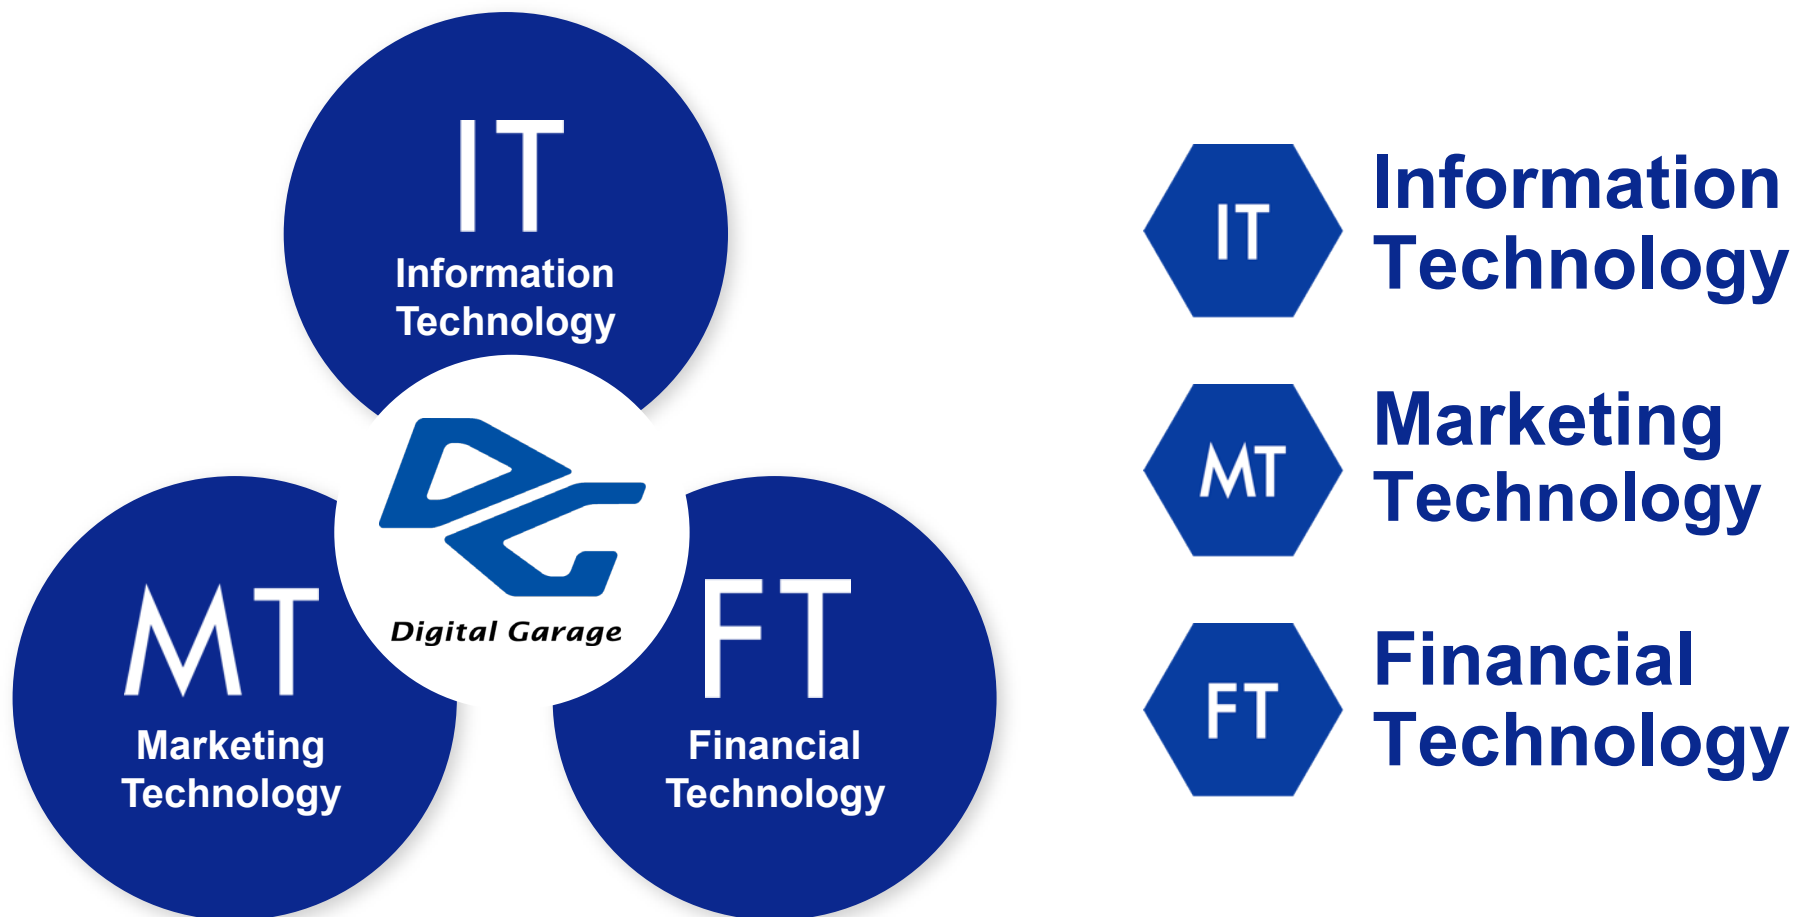 IT
Information
Technology
DG
Digital Garage
MT
Marketing
Technology
FT
Financial
Technology
IT
Information
Technology
MT
Marketing
Technology
FT
Financial
Technology